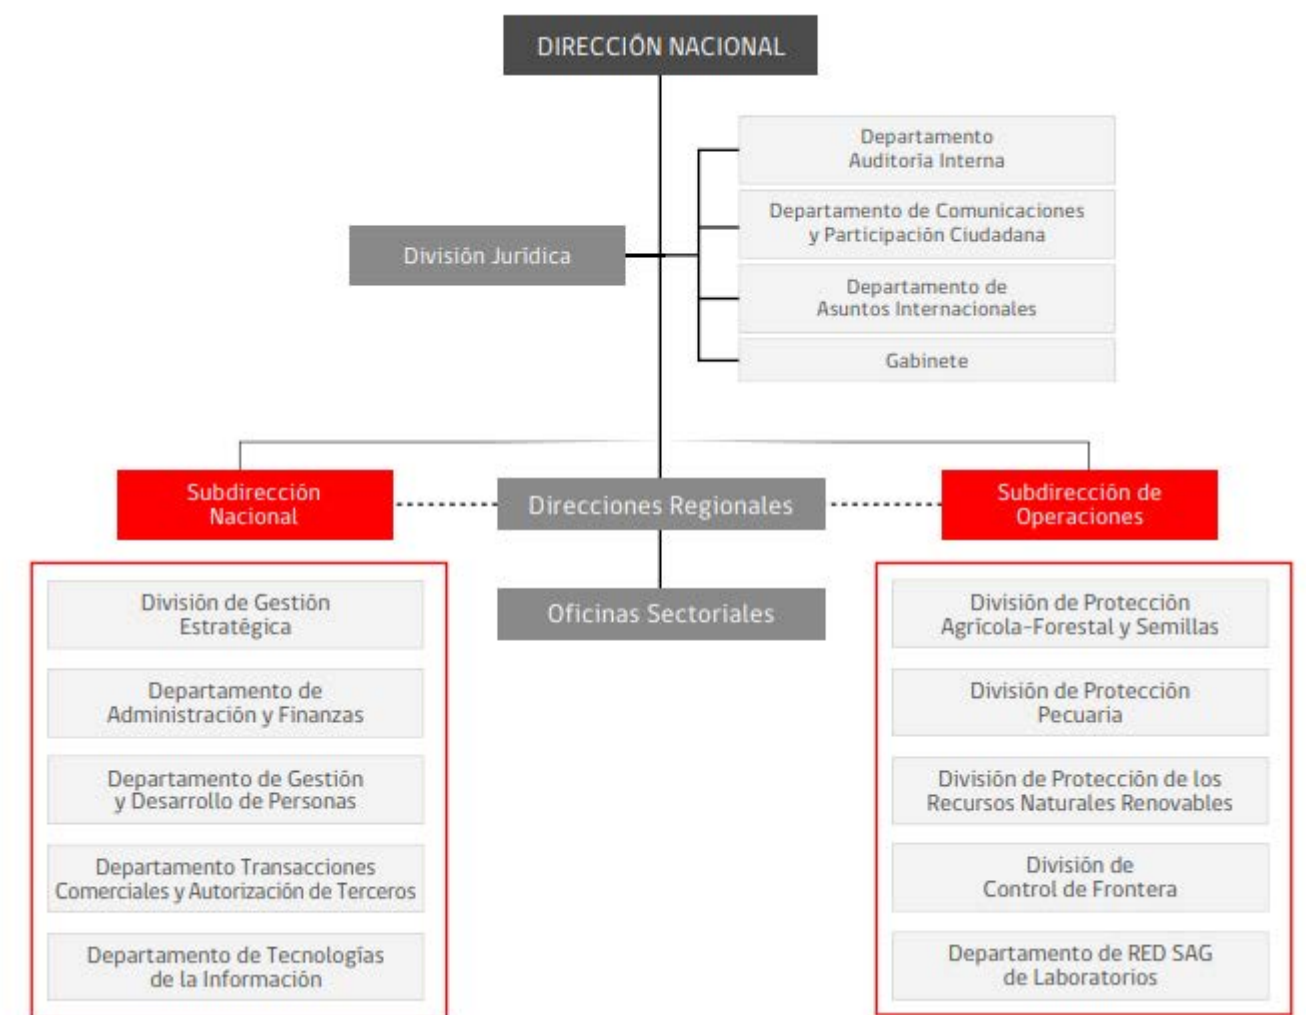 DIRECCIÓN NACIONAL
Departamento
Auditoría Interna
Departamento de Comunicaciones
y Participación Ciudadana
División Jurídica
Departamento de
Asuntos Internacionales
Gabinete
Subdirección
Nacional
Direcciones Regionales
Subdirección de
Operaciones
Oficinas Sectoriales
División de Gestión
Estratégica
Departamento de
Administración y Finanzas
Departamento de Gestión
y Desarrollo de Personas
Departamento Transacciones
Comerciales y Autorización de Terceros
Departamento de Tecnologías
de la Información
División de Protección
Agrícola-Forestal y Semillas
División de Protección
Pecuaria
División de Protección de los
Recursos Naturales Renovables
División de
Control de Frontera
Departamento de RED SAG
de Laboratorios